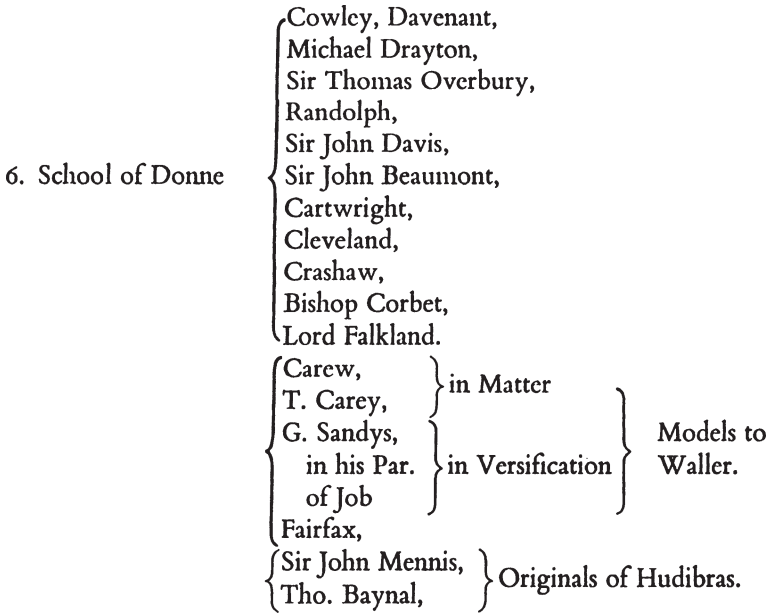 Cowley, Davenant,
Michael Drayton,
Sir Thomas Overbury,
Randolph,
Sir John Davis,
6. School of Donne Sir John Beaumont,
Cartwright,
Cleveland,
Crashaw,
Bishop Corbet,
Lord Falkland.
Carew,
in Matter
T. Carey,
G. Sandys, Models to
in his Par. in Versification Waller.
of Job
Fairfax,
Sir John Mennis,
Originals of Hudibras.
Tho. Baynal,